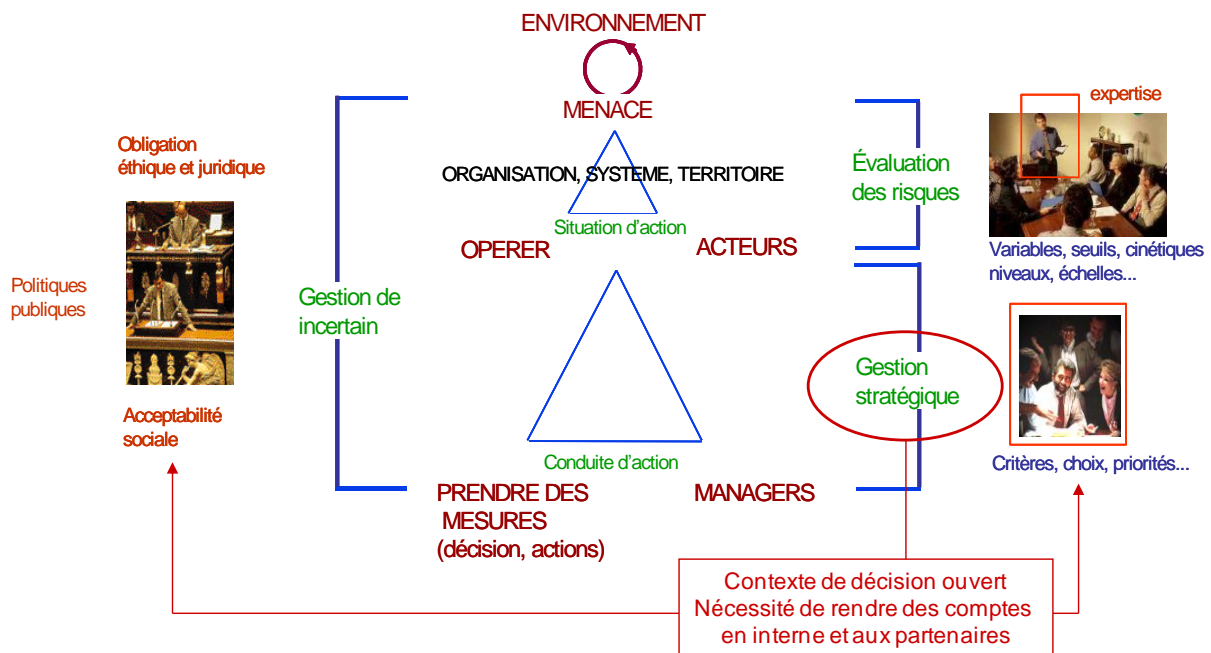 ENVIRONNEMENT
MENACE
ORGANISATION, SYSTEME, TERRITOIRE
Situation d'action
OPERER
ACTEURS
Conduite d'action
PRENDRE DES
MESURES
(décision, actions)
MANAGERS
Obligation
éthique et juridique
Politiques
publiques
Acceptabilité
sociale
Gestion de
incertain
Évaluation
des risques
Gestion
stratégique
expertise
Variables, seuils, cinétiques
niveaux, échelles...
Critères, choix, priorités...
Contexte de décision ouvert
Nécessité de rendre des comptes
en interne et aux partenaires